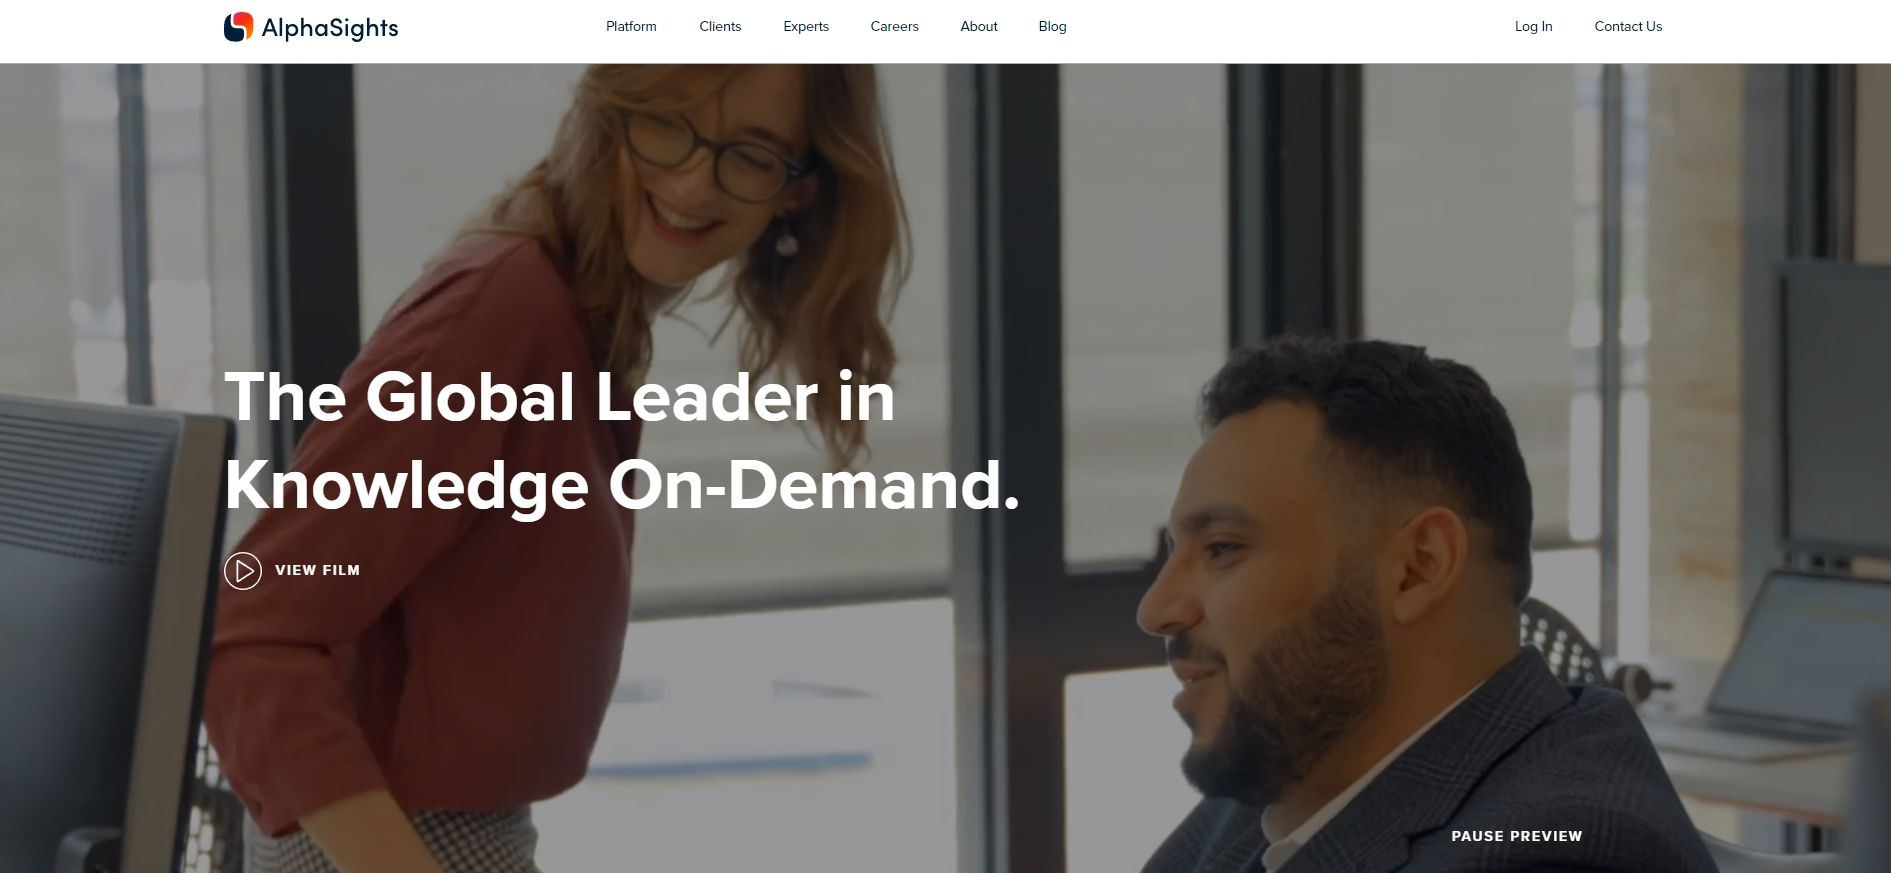 AlphaSights
Platform Clients Experts Careers About Blog
Log In Contact Us
The Global Leader in
Knowledge On-Demand.
VIEW FILM
PAUSE PREVIEW